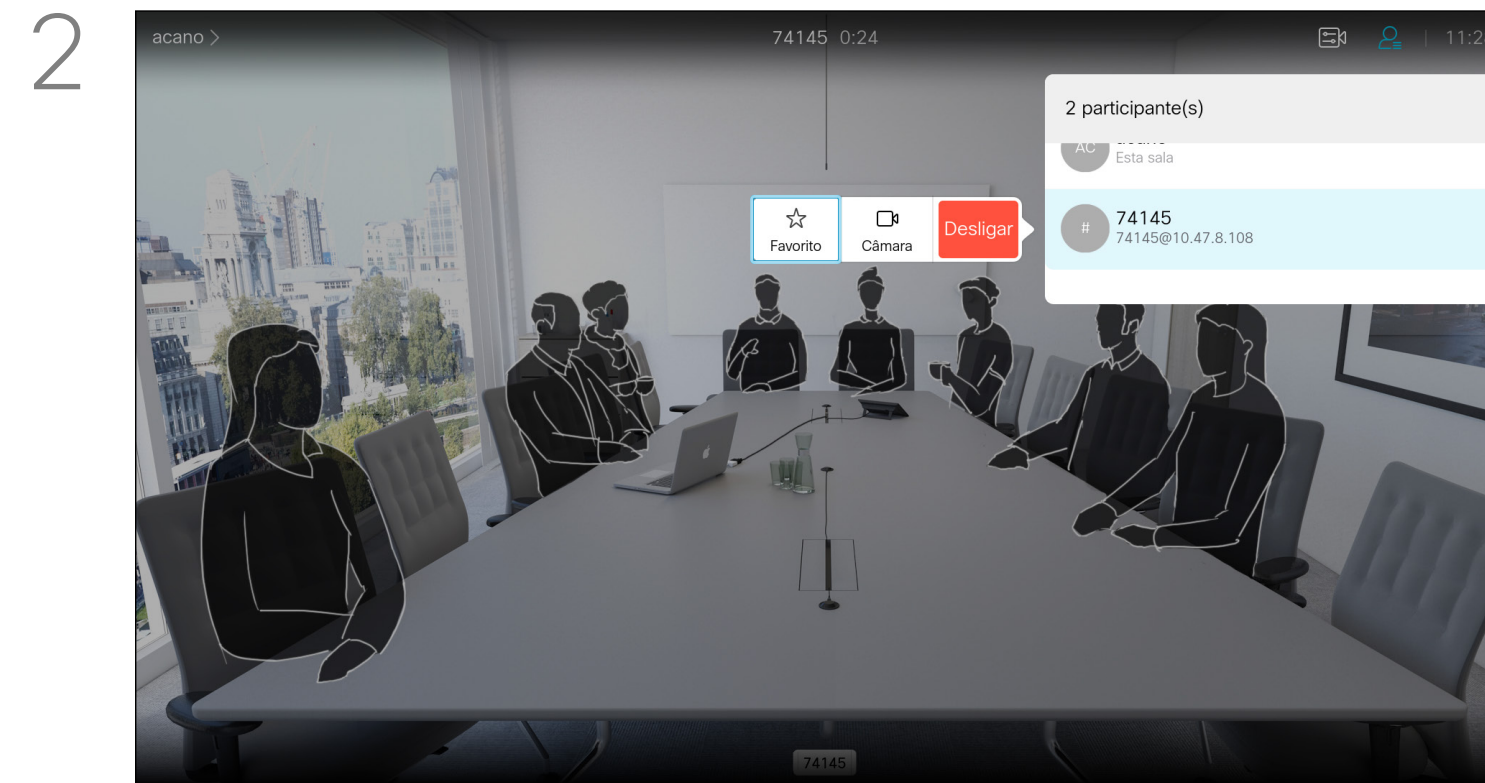 2
acano >
74145 0:24
11:2
2 participante(s)
AC
Esta sala
Favorito
Câmara
Desligar
#
74145
74145@10.47.8.108
74145